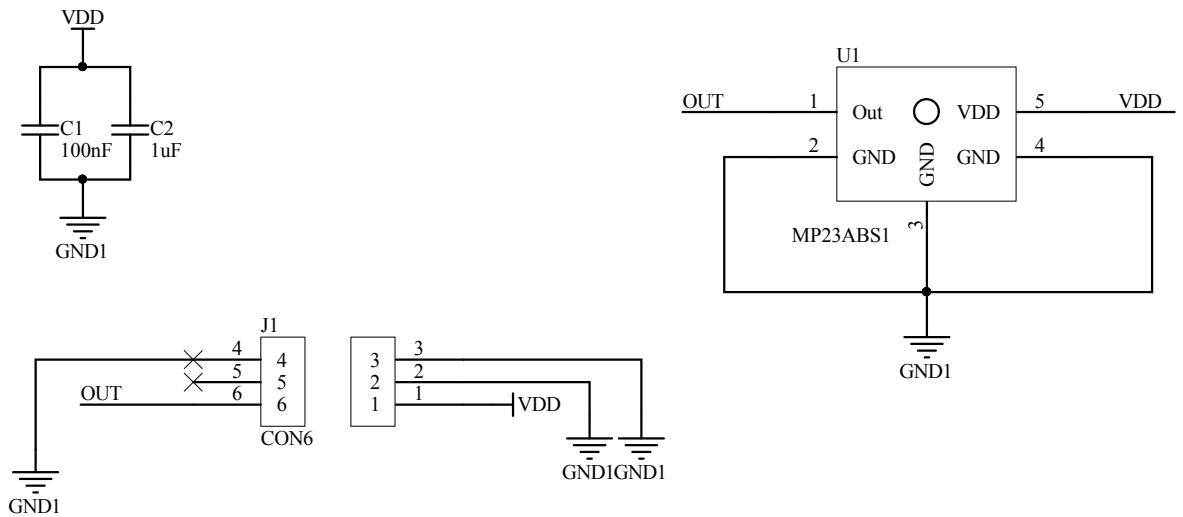 VDD
C1
100nF
C2
1uF
GND1
U1
OUT 1 Out VDD 5 VDD
2 GND GND GND 4
3
MP23ABS1
GND1
J1
4 4
5 5
OUT 6 6
CON6
GND1
3 3
2 2
1 1 VDD
GND1 GND1